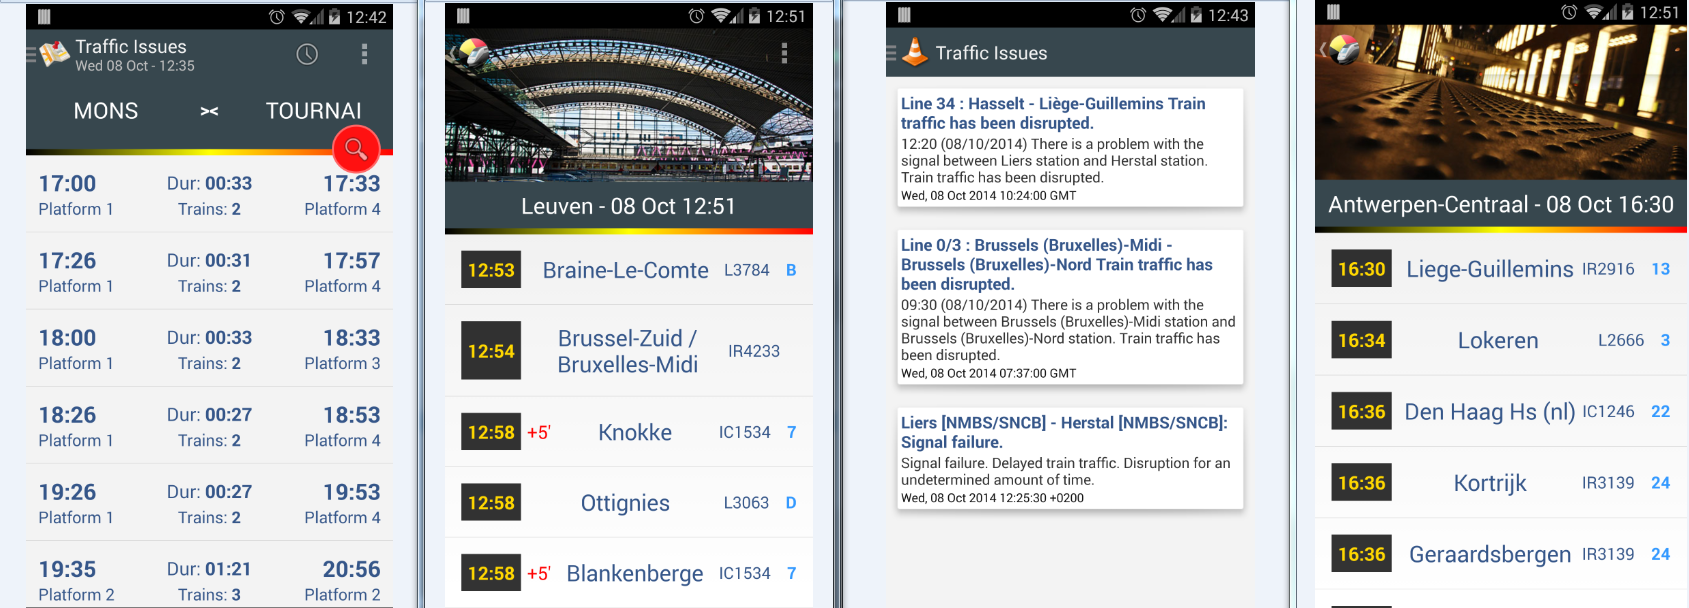 12:42
Traffic Issues
Wed 08 Oct - 12:35
MONS >< TOURNAI
17:00 Dur: 00:33 17:33
Platform 1 Trains: 2 Platform 4
17:26 Dur: 00:31 17:57
Platform 1 Trains: 2 Platform 4
18:00 Dur: 00:33 18:33
Platform 1 Trains: 2 Platform 3
18:26 Dur: 00:27 18:53
Platform 1 Trains: 2 Platform 4
19:26 Dur: 00:27 19:53
Platform 1 Trains: 2 Platform 4
19:35 Dur: 01:21 20:56
Platform 2 Trains: 3 Platform 2
12:51
Leuven - 08 Oct 12:51
12:53 Braine-Le-Comte L3784 B
12:54 Brussel-Zuid /
Bruxelles-Midi IR4233
12:58 +5' Knokke IC1534 7
12:58 Ottignies L3063 D
12:58 +5' Blankenberge IC1534 7
12:43
Traffic Issues
Line 34 : Hasselt - Liège-Guillemins Train
traffic has been disrupted.
12:20 (08/10/2014) There is a problem with the
signal between Liers station and Herstal station.
Train traffic has been disrupted.
Wed, 08 Oct 2014 10:24:00 GMT
Line 0/3 : Brussels (Bruxelles)-Midi -
Brussels (Bruxelles)-Nord Train traffic has
been disrupted.
09:30 (08/10/2014) There is a problem with the
signal between Brussels (Bruxelles)-Midi station and
Brussels (Bruxelles)-Nord station. Train traffic has
been disrupted.
Wed, 08 Oct 2014 07:37:00 GMT
Liers [NMBS/SNCB] - Herstal [NMBS/SNCB]:
Signal failure.
Signal failure. Delayed train traffic. Disruption for an
undetermined amount of time.
Wed, 08 Oct 2014 12:25:30 +0200
12:51
Antwerpen-Centraal - 08 Oct 16:30
16:30 Liege-Guillemins IR2916 13
16:34 Lokeren L2666 3
16:36 Den Haag Hs (nl) IC1246 22
16:36 Kortrijk IR3139 24
16:36 Geraardsbergen IR3139 24